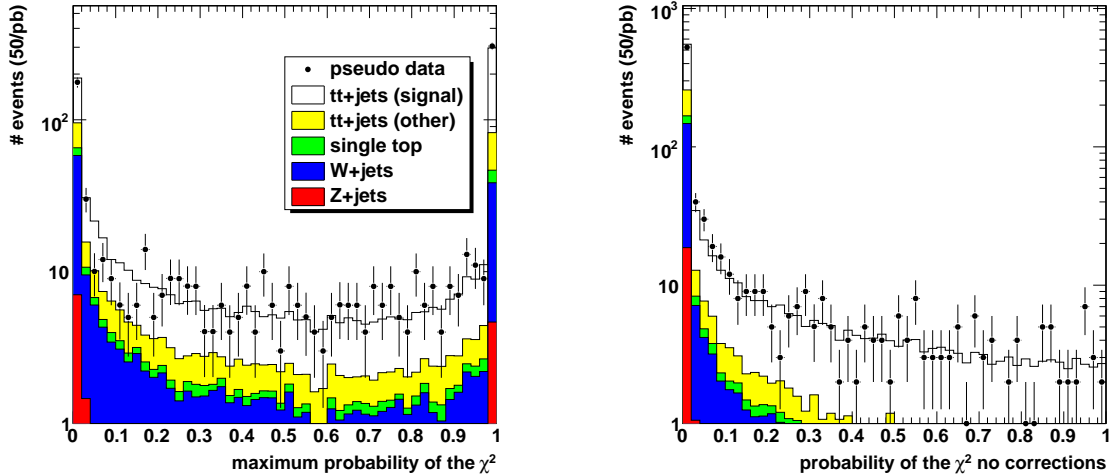 # events (50/pb)
10²
10
1
0 0.1 0.2 0.3 0.4 0.5 0.6 0.7 0.8 0.9 1
maximum probability of the χ²
pseudo data
tt+jets (signal)
tt+jets (other)
single top
W+jets
Z+jets
# events (50/pb)
10³
10²
10
1
0 0.1 0.2 0.3 0.4 0.5 0.6 0.7 0.8 0.9 1
probability of the χ² no corrections